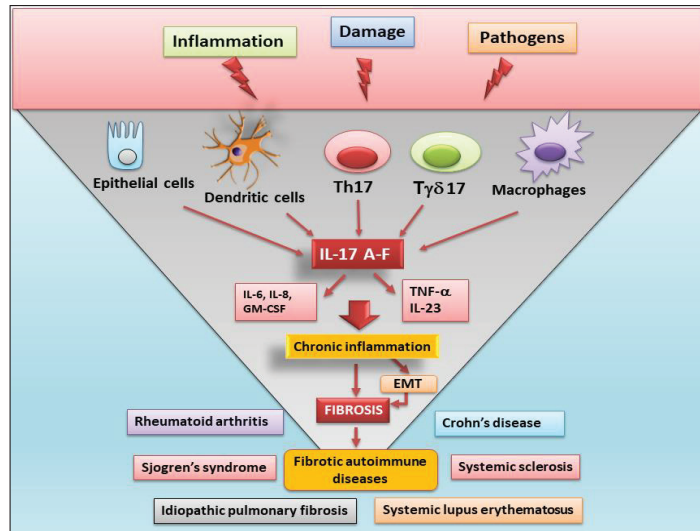 Inflammation
Damage
Pathogens
Epithelial cells
Dendritic cells
Th17
Tγδ17
Macrophages
IL-17 A-F
IL-6, IL-8,
GM-CSF
TNF-α
IL-23
Chronic inflammation
EMT
FIBROSIS
Rheumatoid arthritis
Crohn's disease
Sjogren's syndrome
Fibrotic autoimmune
diseases
Systemic sclerosis
Idiopathic pulmonary fibrosis
Systemic lupus erythematosus